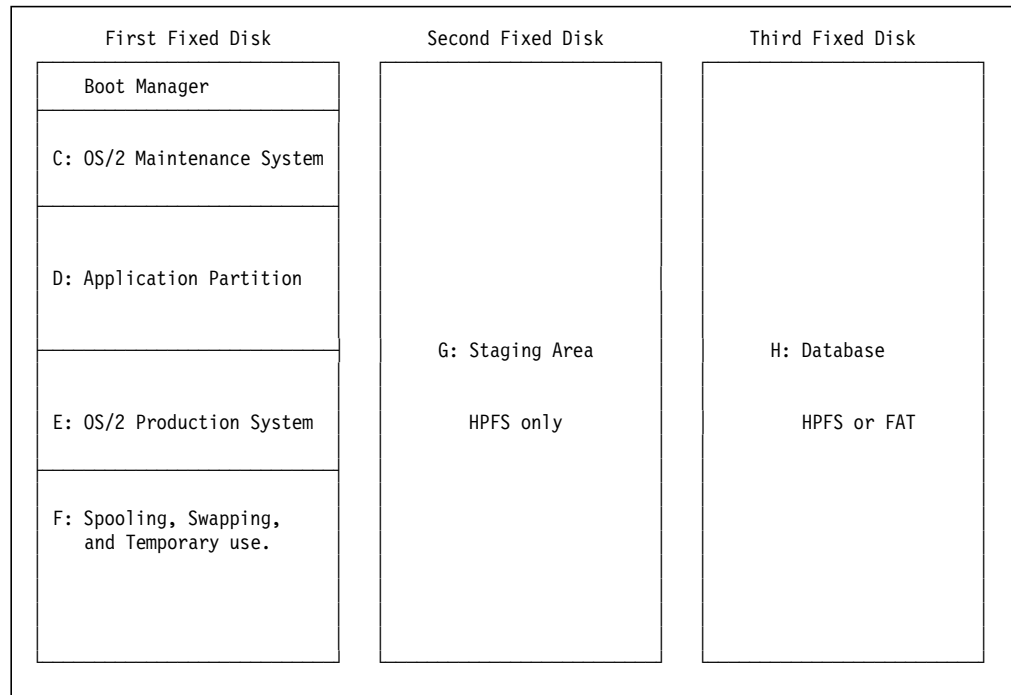 First Fixed Disk
Second Fixed Disk
Third Fixed Disk
Boot Manager
C: OS/2 Maintenance System
D: Application Partition
G: Staging Area
H: Database
E: OS/2 Production System
HPFS only
HPFS or FAT
F: Spooling, Swapping,
and Temporary use.